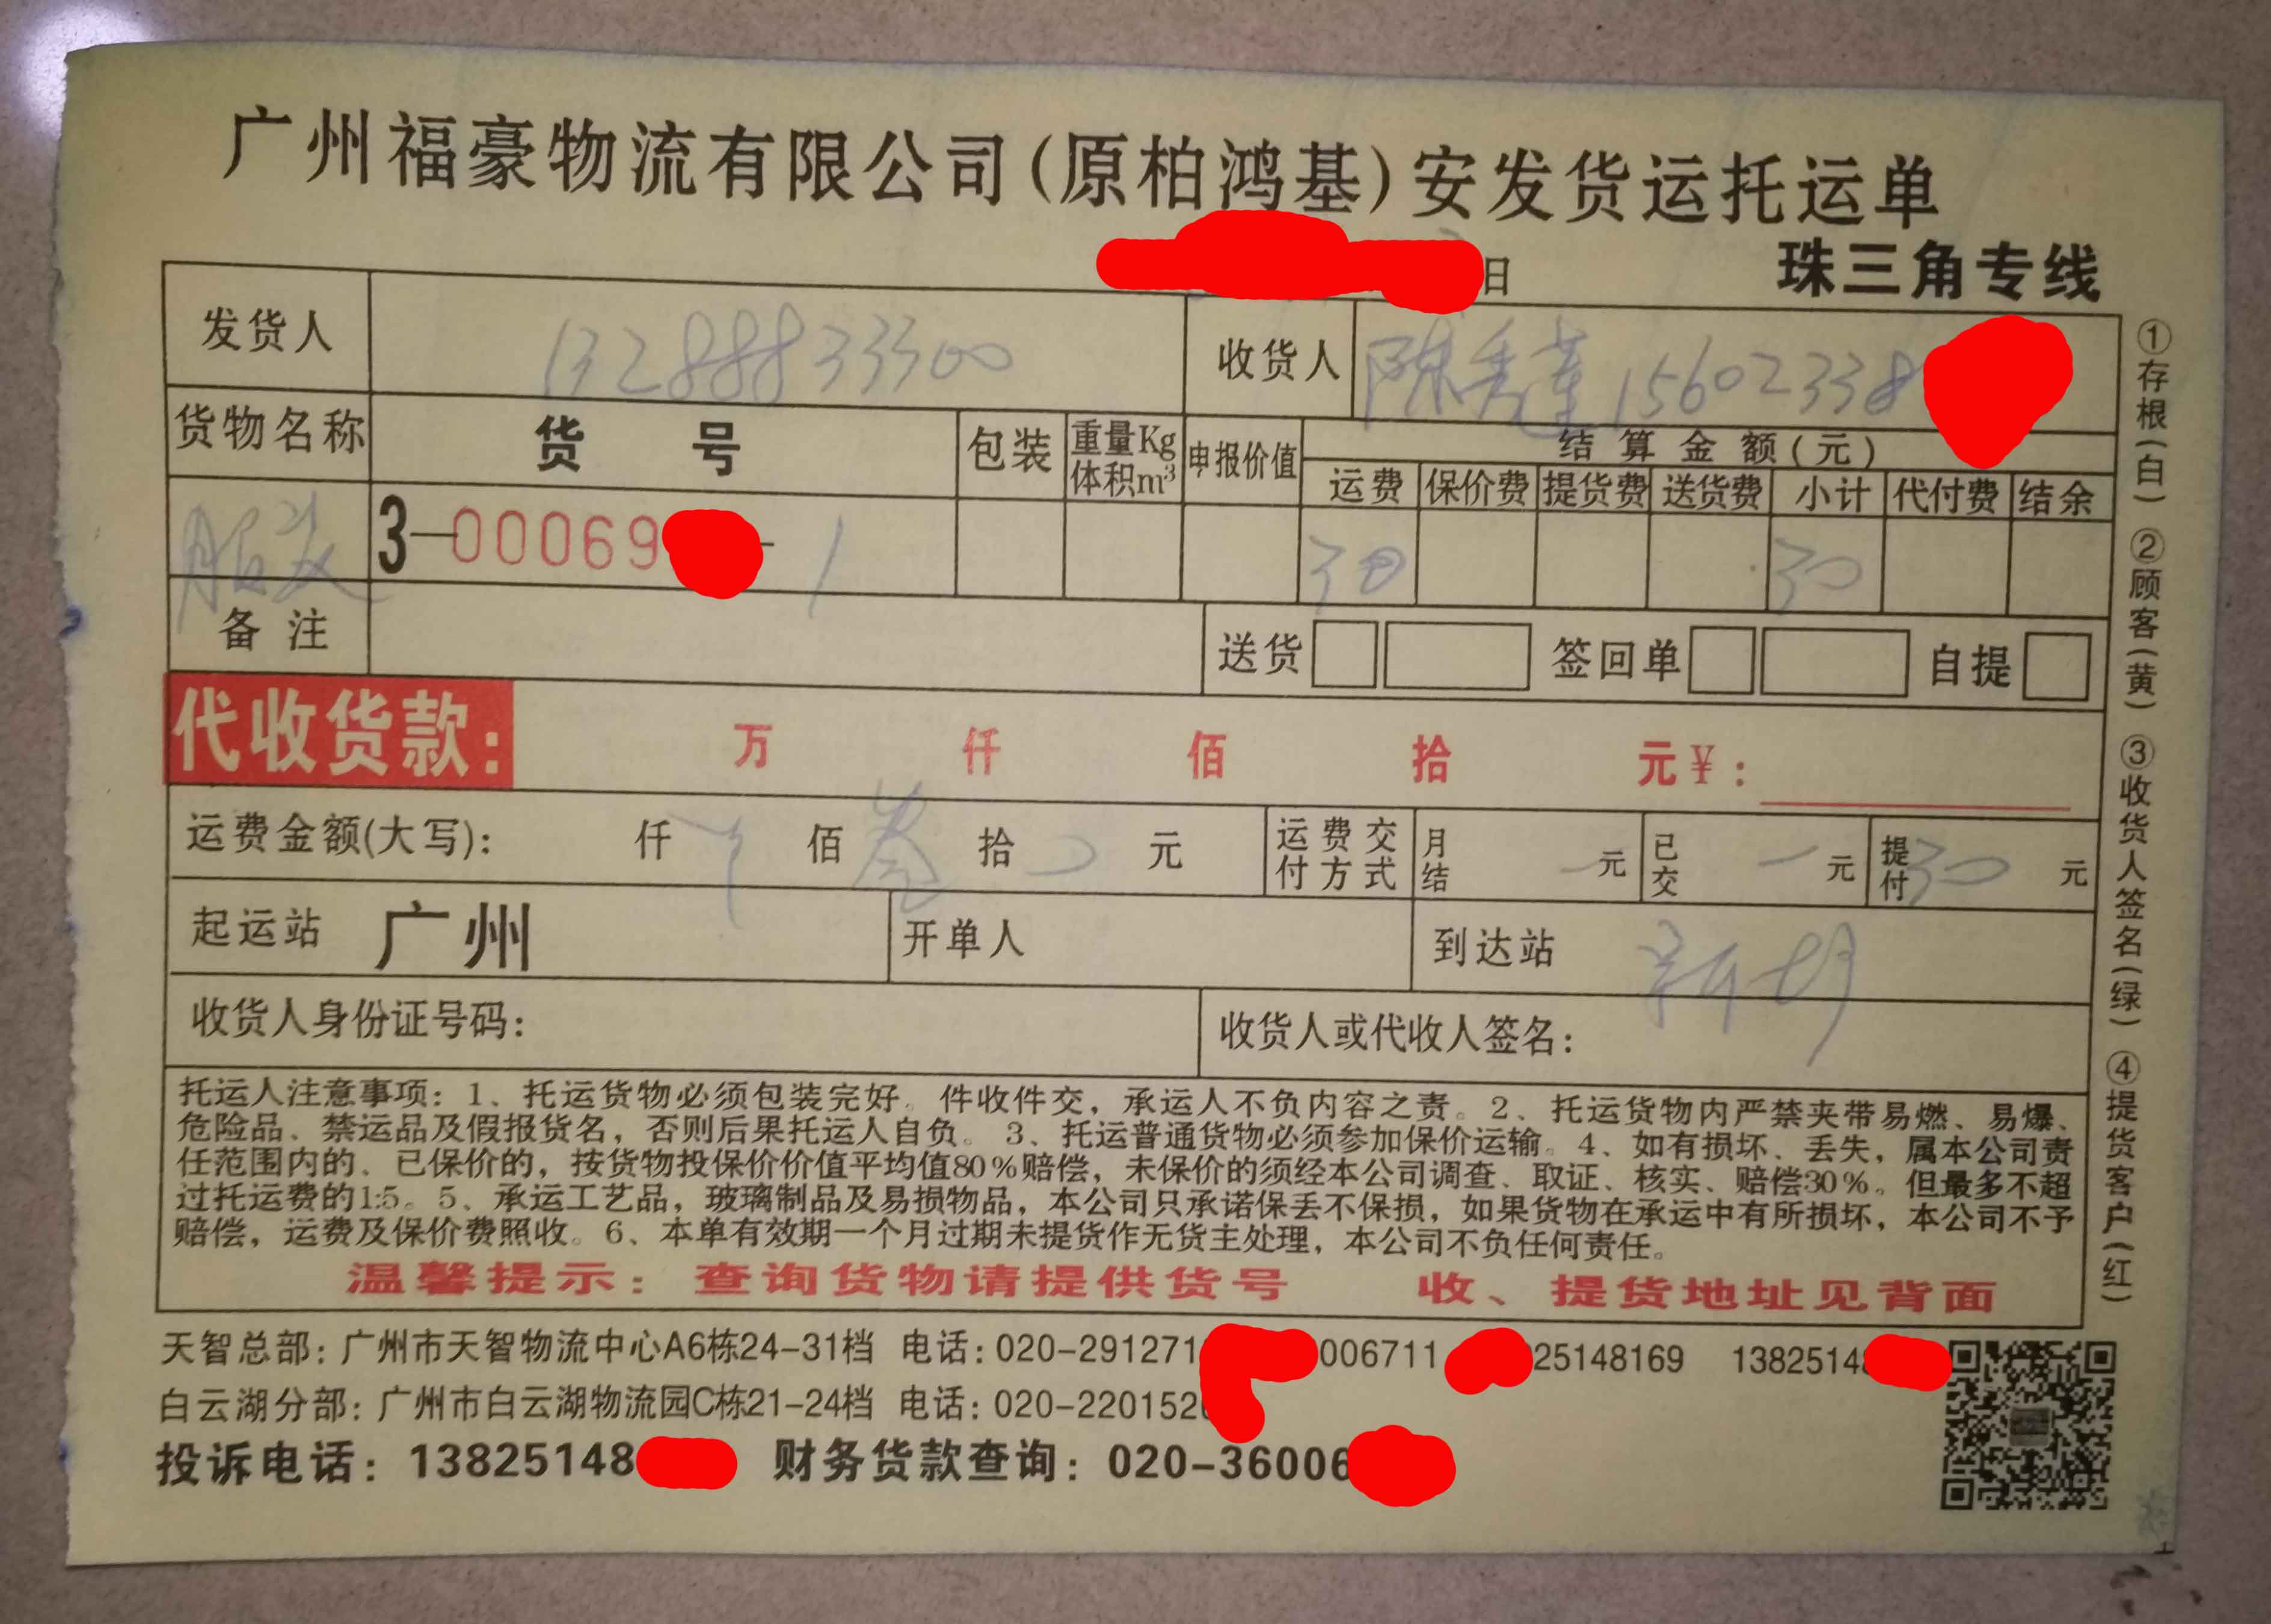 广州福豪物流有限公司(原柏鸿基)安发货运托运单
日 珠三角专线
发货人 13288833300 收货人 陈秀莲 15602338
货物名称 货号 包装 重量Kg 体积m³ 申报价值 结算金额(元)
运费 保价费 提货费 送货费 小计 代付费 结余
服装 3-00069 - 1 30 30
备注 送货 签回单 自提
代收货款: 万 仟 佰 拾 元¥:
运费金额(大写): 仟 佰 叁 拾 0 元 运费交付方式 月结 元 已交 元 提付 30 元
起运站 广州 开单人 到达站 新塘
收货人身份证号码: 收货人或代收人签名:
托运人注意事项:1、托运货物必须包装完好。件收件交,承运人不负内容之责。2、托运货物内严禁夹带易燃、易爆、
危险品、禁运品及假报货名,否则后果托运人自负。3、托运普通货物必须参加保价运输。4、如有损坏、丢失,属本公司责
任范围内的、已保价的,按货物投保价价值平均值80%赔偿,未保价的须经本公司调查、取证、核实、赔偿30%。但最多不超
过托运费的1:5。5、承运工艺品,玻璃制品及易损物品,本公司只承诺保丢不保损,如果货物在承运中有所损坏,本公司不予
赔偿,运费及保价费照收。6、本单有效期一个月过期未提货作无货主处理,本公司不负任何责任。
温馨提示:查询货物请提供货号 收、提货地址见背面
①存根(白) ②顾客(黄) ③收货人签名(绿) ④提货客户(红)
天智总部:广州市天智物流中心A6栋24-31档 电话:020-291271 006711 25148169 1382514
白云湖分部:广州市白云湖物流园C栋21-24档 电话:020-220152
投诉电话:13825148 财务货款查询:020-36006